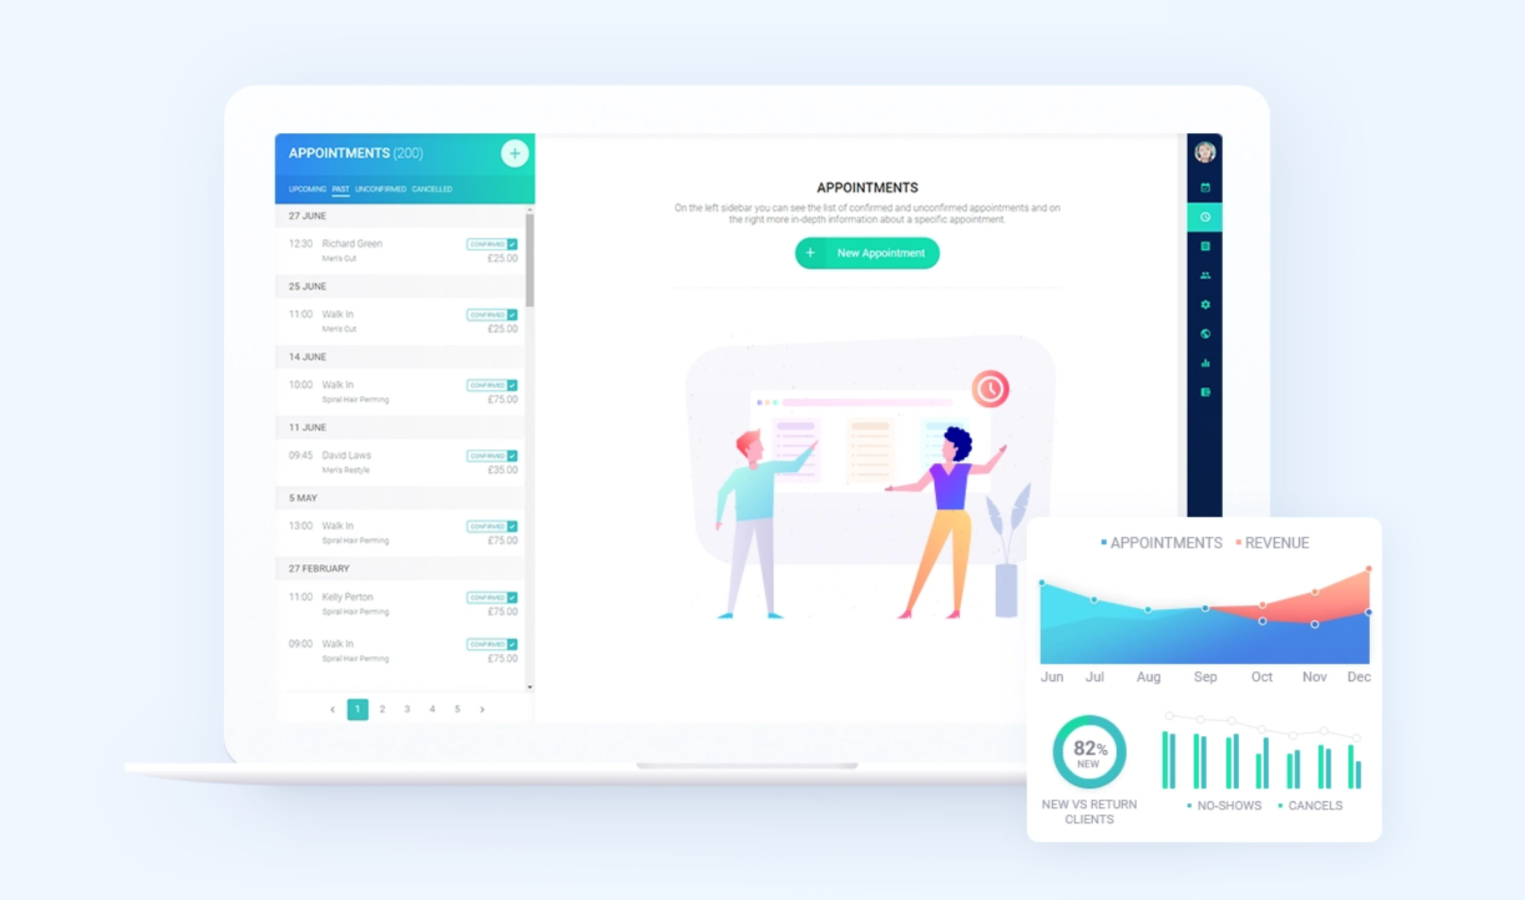 APPOINTMENTS (200)
+
UPCOMING PAST UNCONFIRMED CANCELLED
27 JUNE
12:30 Richard Green CONFIRMED
Men's Cut £25.00
25 JUNE
11:00 Walk In CONFIRMED
Men's Cut £25.00
14 JUNE
10:00 Walk In CONFIRMED
Spiral Hair Perming £75.00
11 JUNE
09:45 David Laws CONFIRMED
Men's Restyle £35.00
5 MAY
13:00 Walk In CONFIRMED
Spiral Hair Perming £75.00
27 FEBRUARY
11:00 Kelly Perton CONFIRMED
Spiral Hair Perming £75.00
09:00 Walk In CONFIRMED
Spiral Hair Perming £75.00
‹ 1 2 3 4 5 ›
APPOINTMENTS
On the left sidebar you can see the list of confirmed and unconfirmed appointments and on
the right more in-depth information about a specific appointment.
+ New Appointment
APPOINTMENTS REVENUE
Jun Jul Aug Sep Oct Nov Dec
82%
NEW
NEW VS RETURN
CLIENTS
NO-SHOWS CANCELS